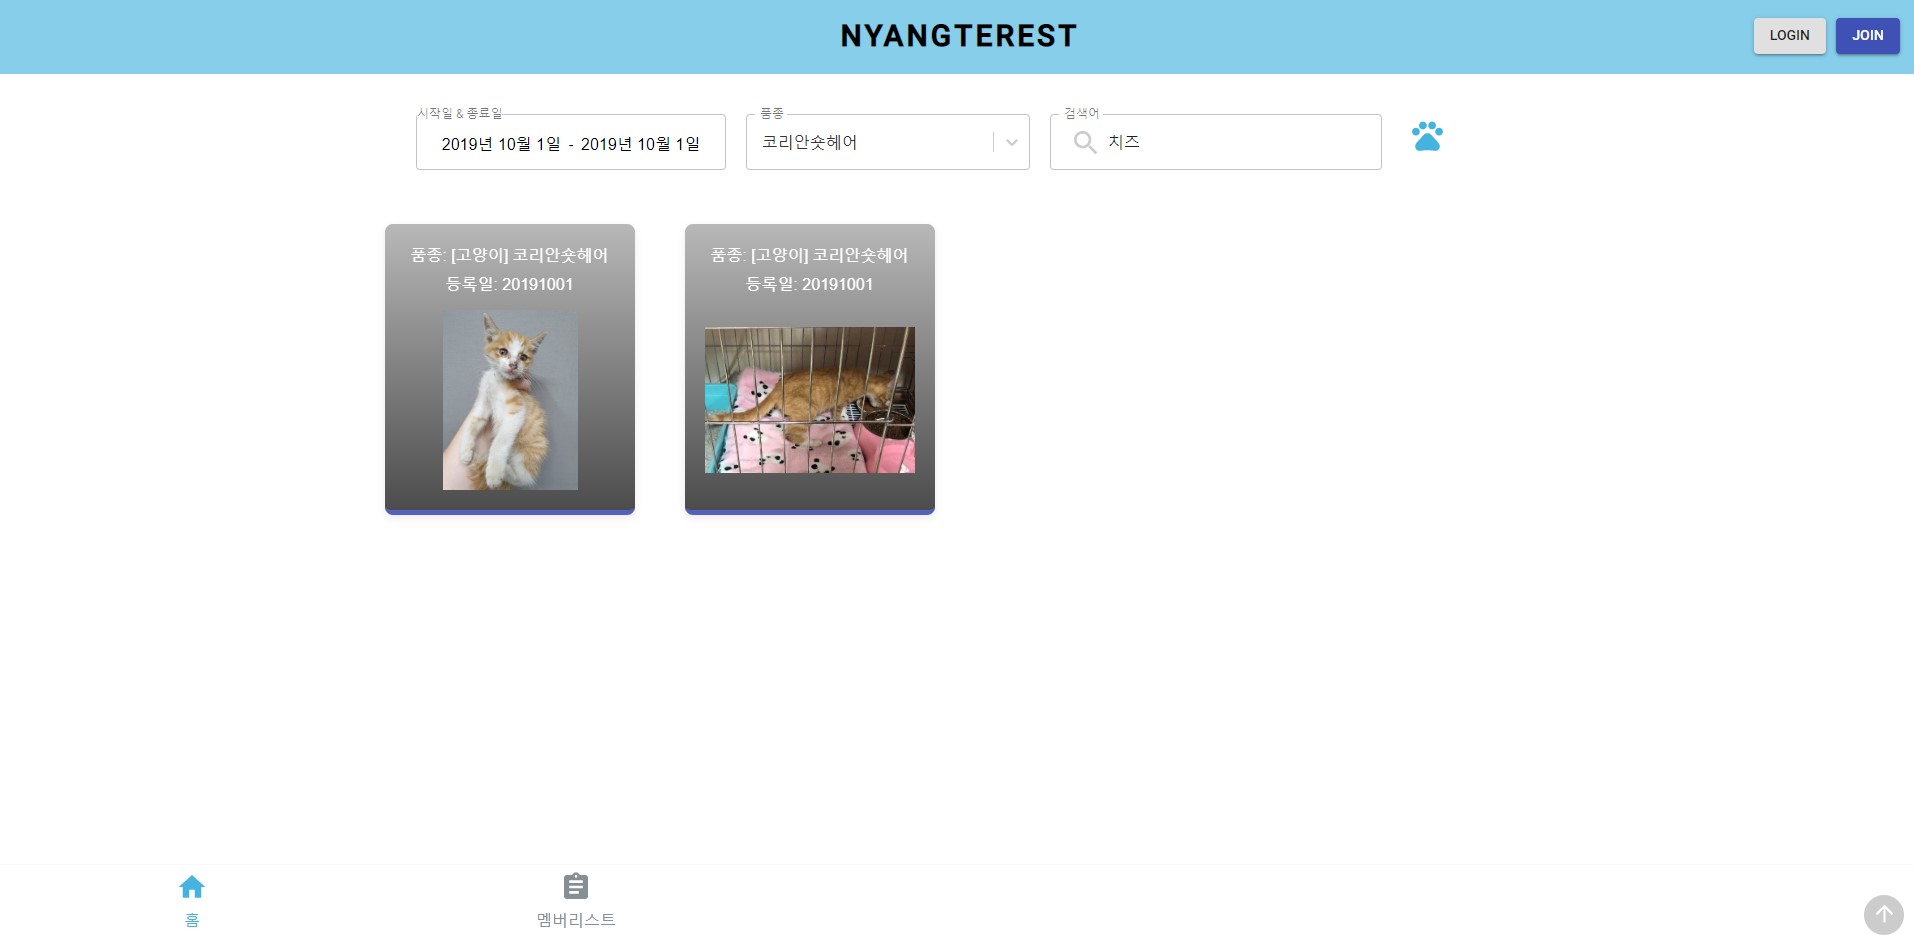 NYANGTEREST
LOGIN
JOIN
시작일 & 종료일
2019년 10월 1일 - 2019년 10월 1일
품종
코리안숏헤어
검색어
치즈
품종: [고양이] 코리안숏헤어
등록일: 20191001
품종: [고양이] 코리안숏헤어
등록일: 20191001
홈
멤버리스트